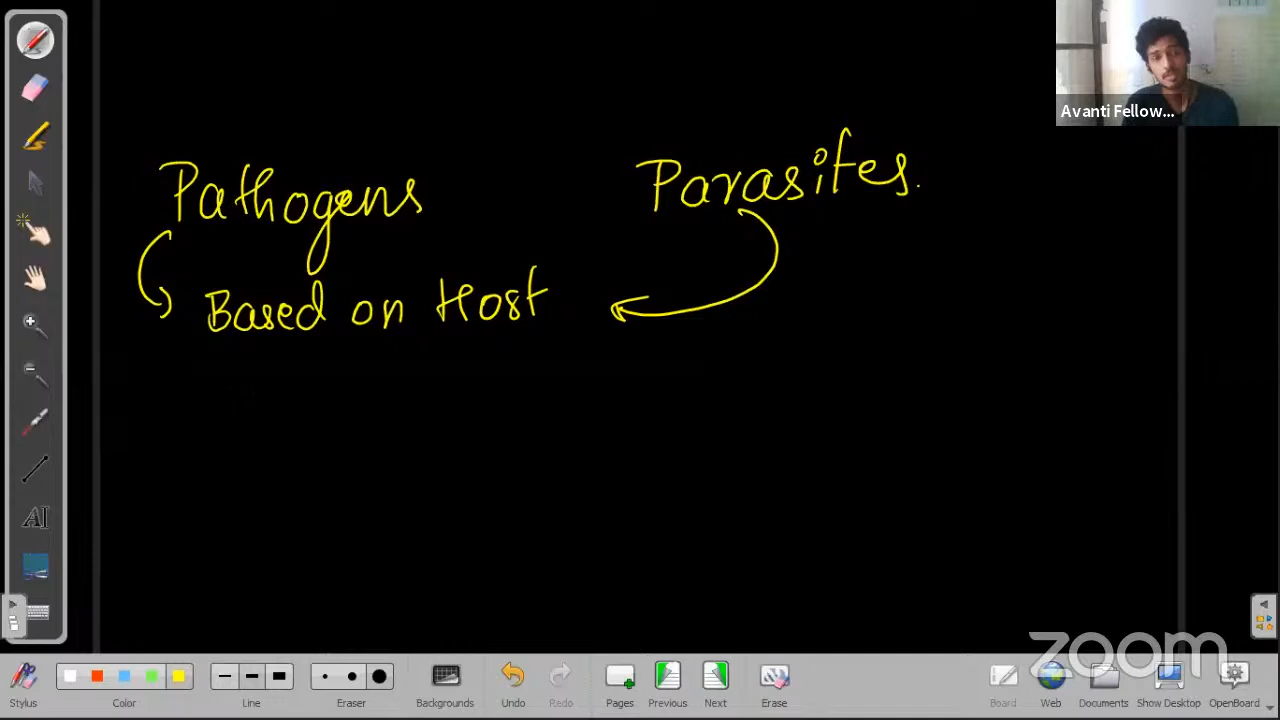 Avanti Fellow...
Pathogens Parasites.
Based on Host
AI
zoom
Stylus Color Line Eraser Backgrounds Undo Redo Pages Previous Next Erase Board Web Documents Show Desktop OpenBoard